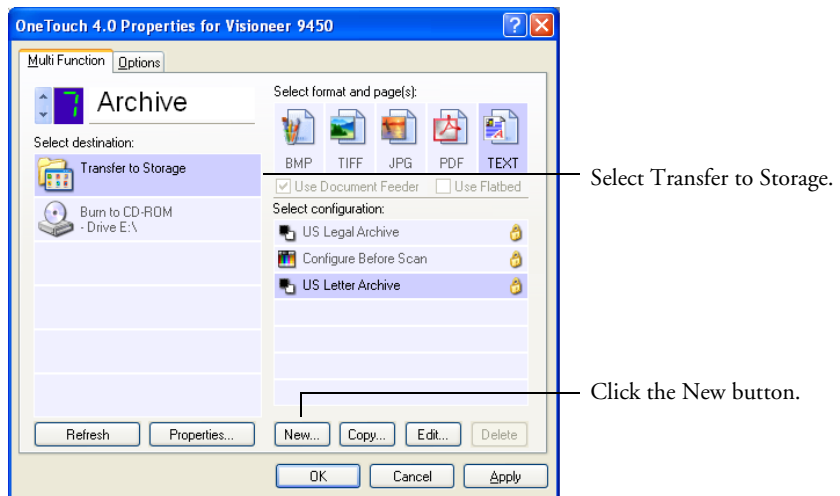 OneTouch 4.0 Properties for Visioneer 9450
Multi Function
Options
7
Archive
Select destination:
Transfer to Storage
Burn to CD-ROM
- Drive E:\
Refresh
Properties...
Select format and page(s):
BMP
TIFF
JPG
PDF
TEXT
Use Document Feeder
Use Flatbed
Select configuration:
US Legal Archive
Configure Before Scan
US Letter Archive
New...
Copy...
Edit...
Delete
OK
Cancel
Apply
Select Transfer to Storage.
Click the New button.